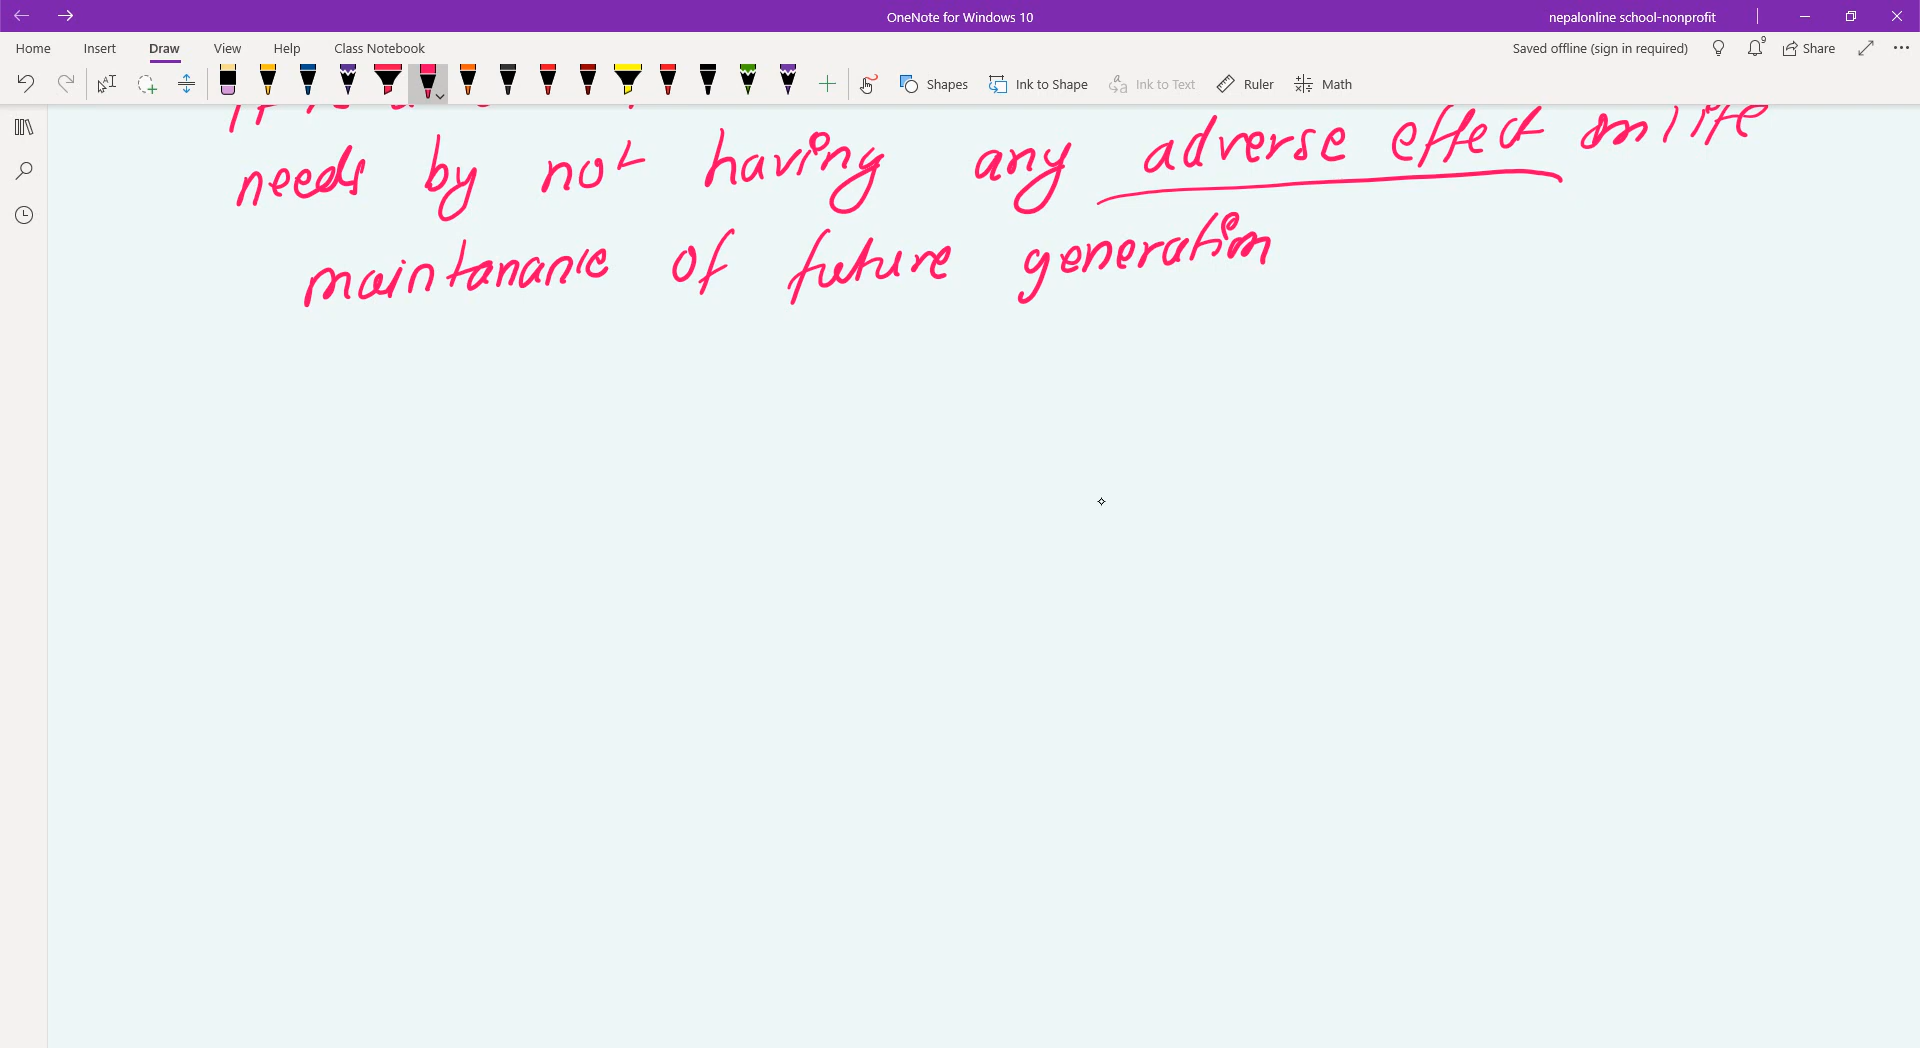 OneNote for Windows 10
nepalonline school-nonprofit
Home Insert Draw View Help Class Notebook
Saved offline (sign in required)
9
Share
Shapes Ink to Shape Ink to Text Ruler Math
needs by not having any adverse effect on life
maintanance of future generation